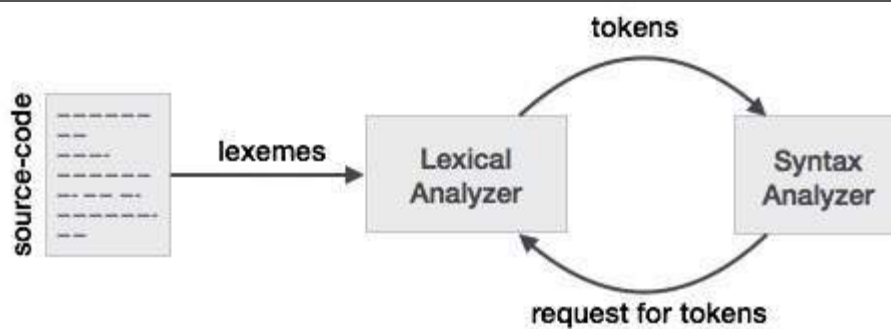 tokens
source-code
lexemes
Lexical
Analyzer
Syntax
Analyzer
request for tokens